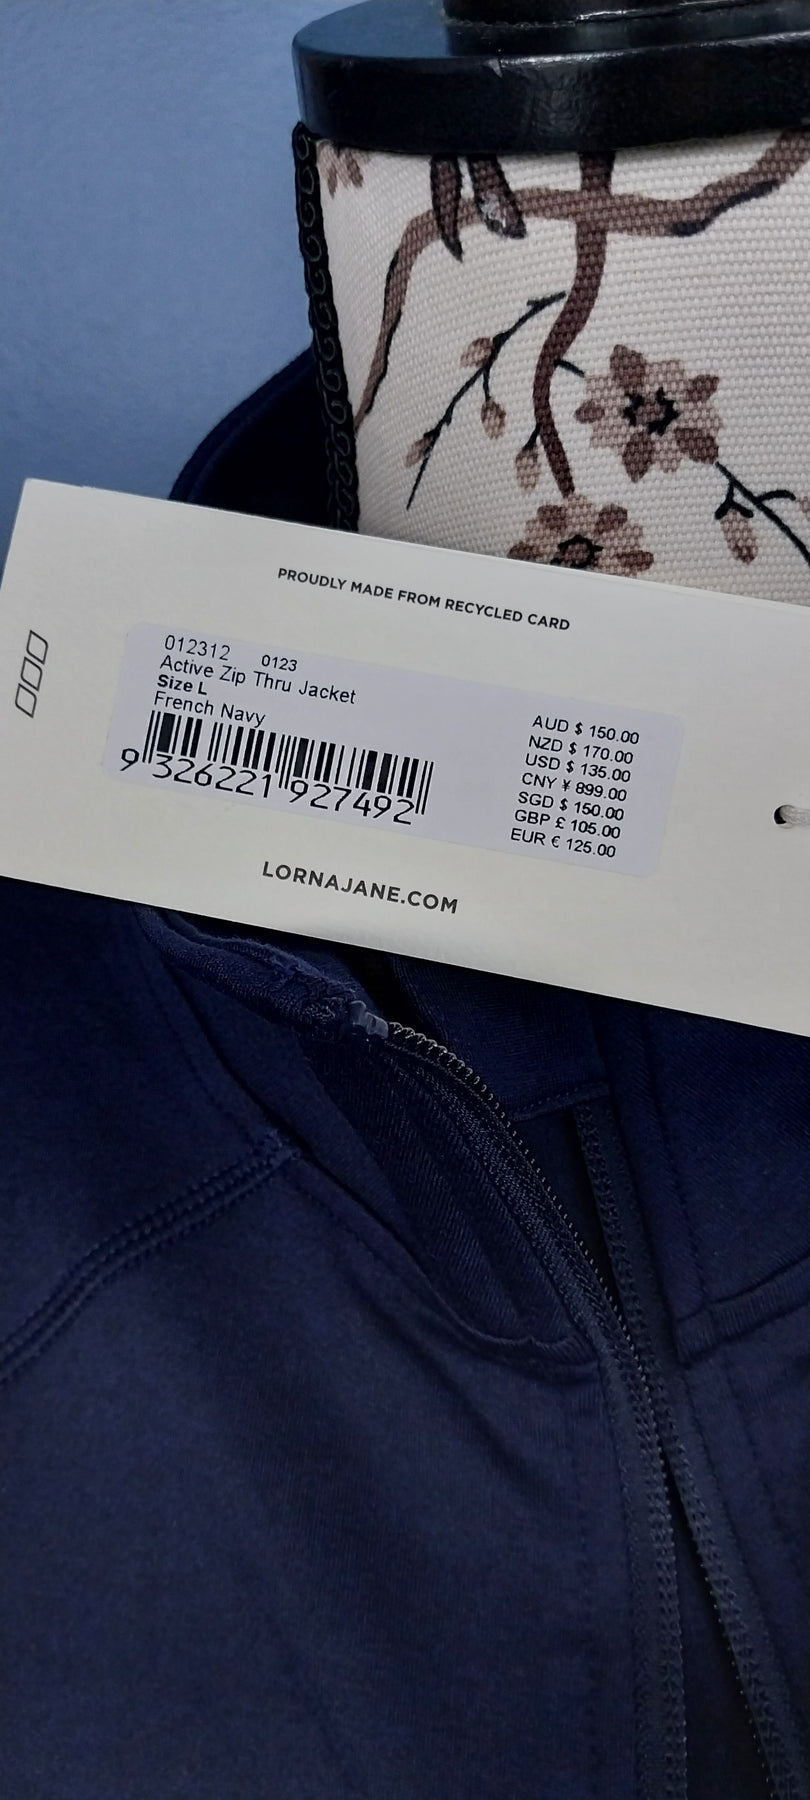 PROUDLY MADE FROM RECYCLED CARD
012312 0123
Active Zip Thru Jacket
Size L
French Navy
9 326221 927492
AUD $ 150.00
NZD $ 170.00
USD $ 135.00
CNY ¥ 899.00
SGD $ 150.00
GBP £ 105.00
EUR € 125.00
LORNAJANE.COM